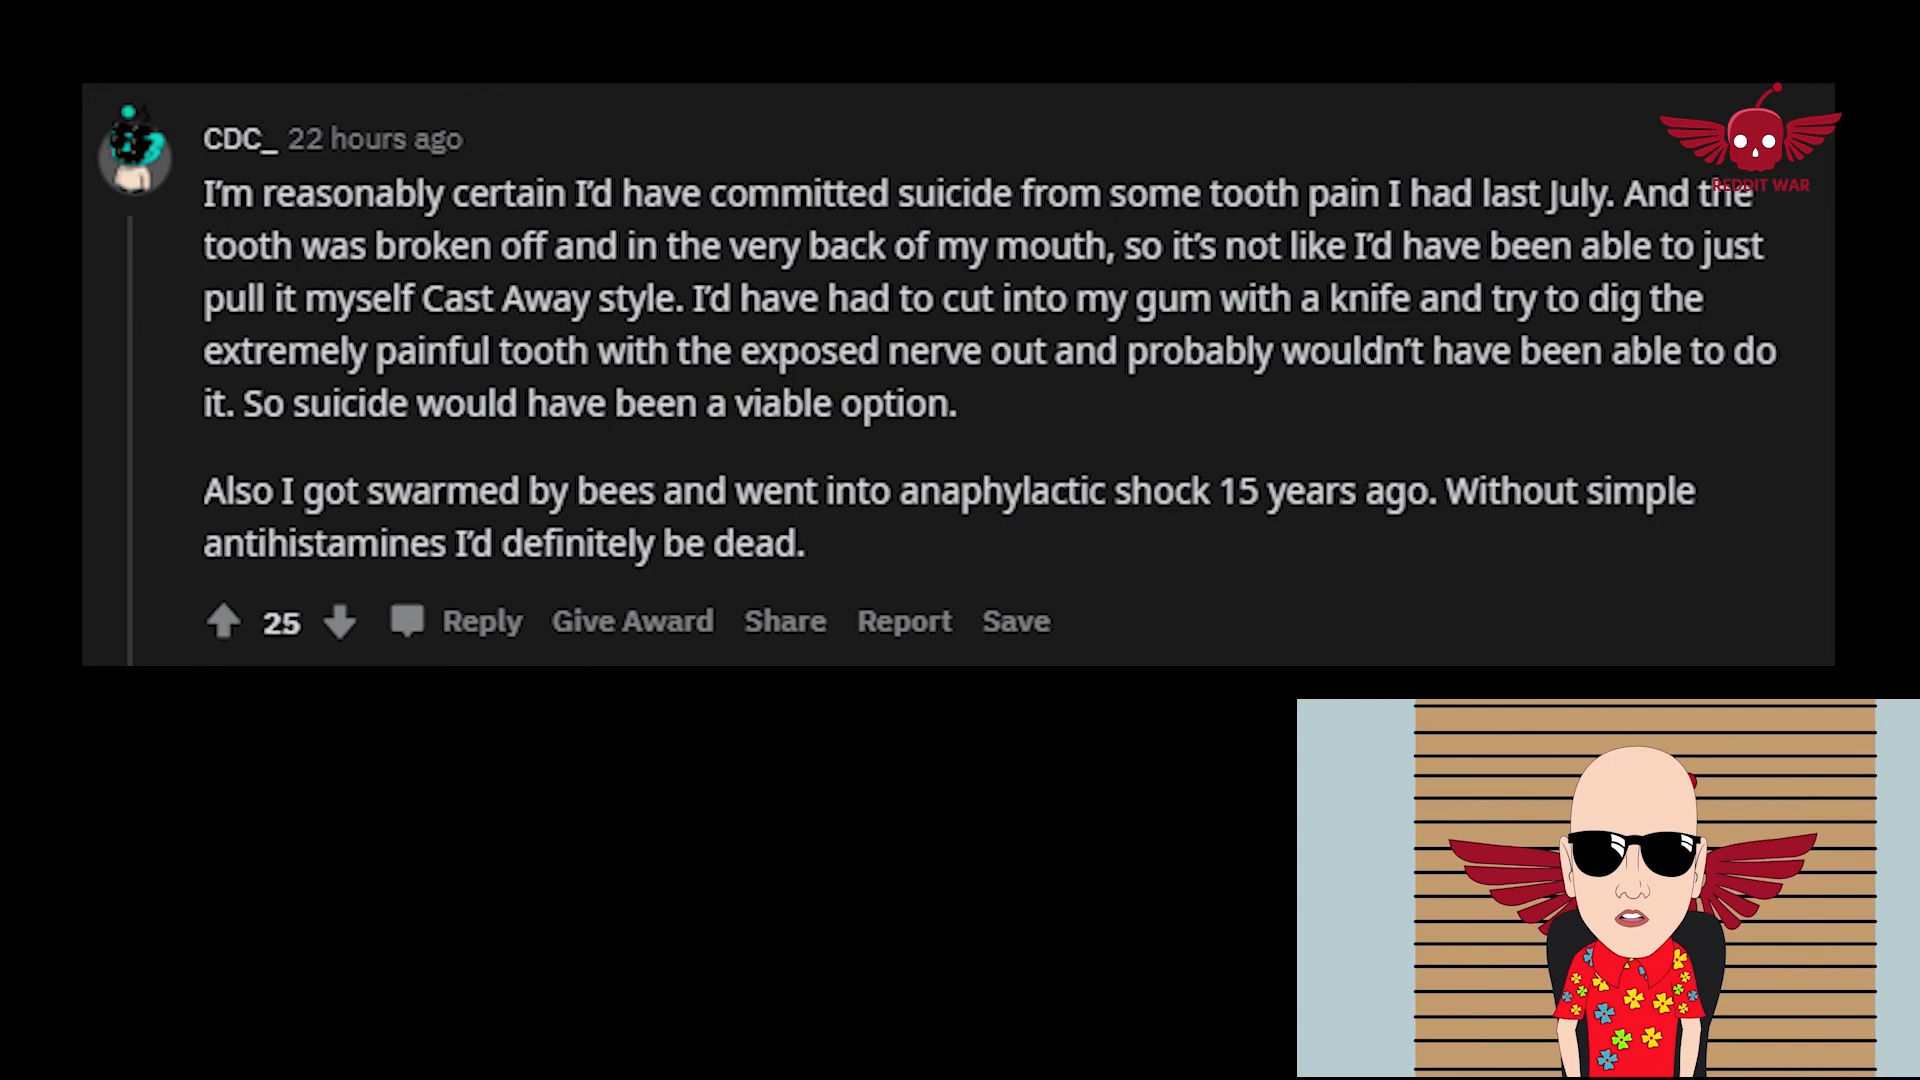 CDC_ 22 hours ago
I'm reasonably certain I'd have committed suicide from some tooth pain I had last July. And the
tooth was broken off and in the very back of my mouth, so it's not like I'd have been able to just
pull it myself Cast Away style. I'd have had to cut into my gum with a knife and try to dig the
extremely painful tooth with the exposed nerve out and probably wouldn't have been able to do
it. So suicide would have been a viable option.
Also I got swarmed by bees and went into anaphylactic shock 15 years ago. Without simple
antihistamines I'd definitely be dead.
25 Reply Give Award Share Report Save
REDDIT WAR